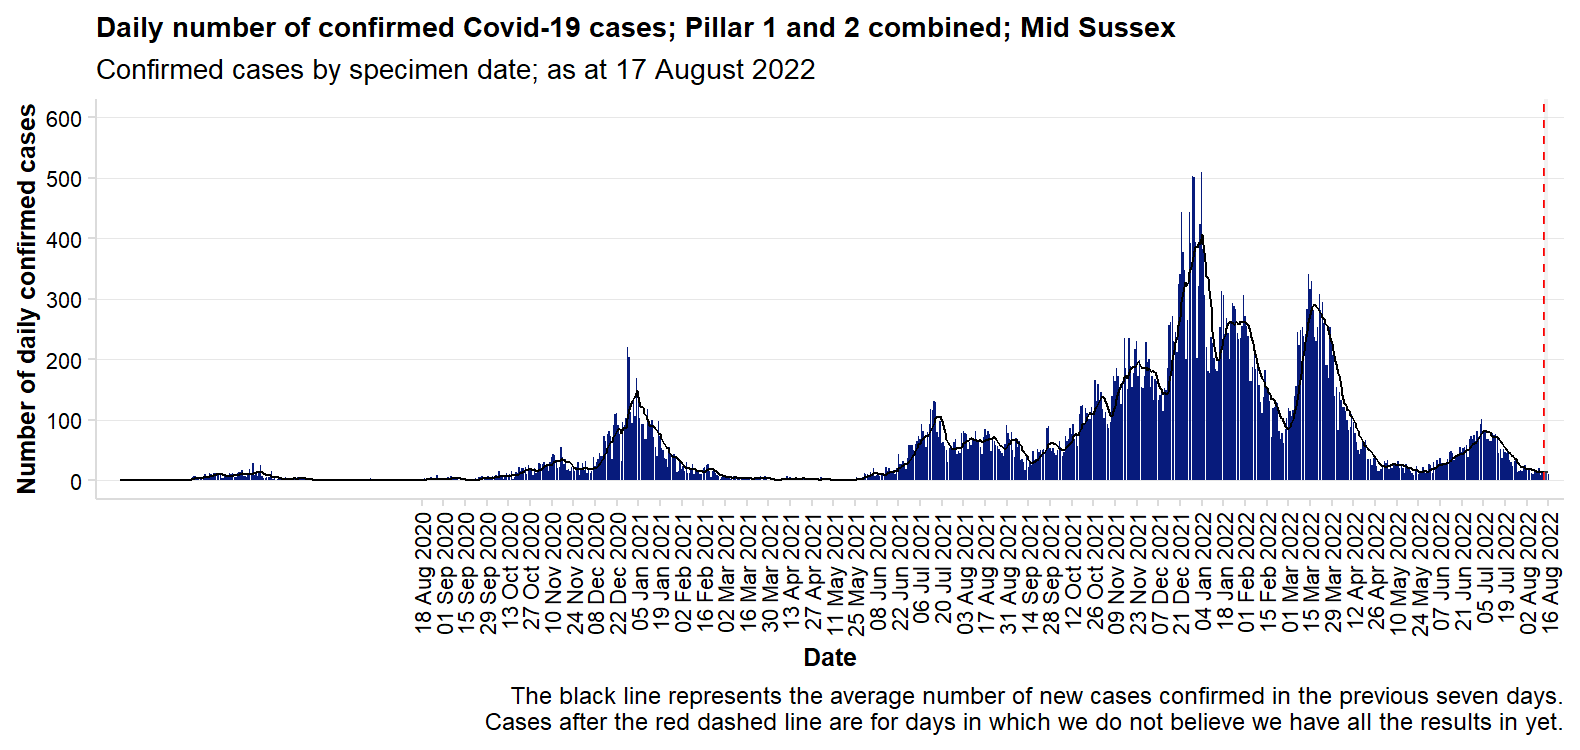 Daily number of confirmed Covid-19 cases; Pillar 1 and 2 combined; Mid Sussex
Confirmed cases by specimen date; as at 17 August 2022
Number of daily confirmed cases
600
500
400
300
200
100
0
18 Aug 2020
01 Sep 2020
15 Sep 2020
29 Sep 2020
13 Oct 2020
27 Oct 2020
10 Nov 2020
24 Nov 2020
08 Dec 2020
22 Dec 2020
05 Jan 2021
19 Jan 2021
02 Feb 2021
16 Feb 2021
02 Mar 2021
16 Mar 2021
30 Mar 2021
13 Apr 2021
27 Apr 2021
11 May 2021
25 May 2021
08 Jun 2021
22 Jun 2021
06 Jul 2021
20 Jul 2021
03 Aug 2021
17 Aug 2021
31 Aug 2021
14 Sep 2021
28 Sep 2021
12 Oct 2021
26 Oct 2021
09 Nov 2021
23 Nov 2021
07 Dec 2021
21 Dec 2021
04 Jan 2022
18 Jan 2022
01 Feb 2022
15 Feb 2022
01 Mar 2022
15 Mar 2022
29 Mar 2022
12 Apr 2022
26 Apr 2022
10 May 2022
24 May 2022
07 Jun 2022
21 Jun 2022
05 Jul 2022
19 Jul 2022
02 Aug 2022
16 Aug 2022
Date
The black line represents the average number of new cases confirmed in the previous seven days.
Cases after the red dashed line are for days in which we do not believe we have all the results in yet.